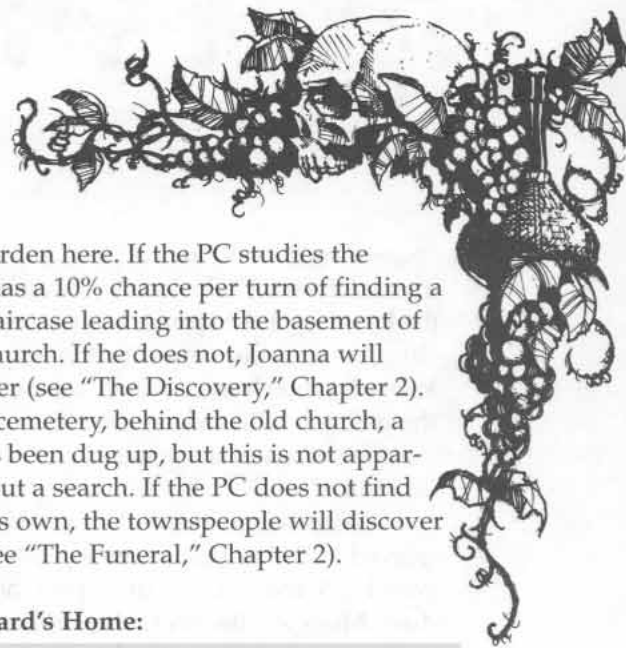 rden here. If the PC studies the
as a 10% chance per turn of finding a
aircase leading into the basement of
hurch. If he does not, Joanna will
er (see "The Discovery," Chapter 2).
cemetery, behind the old church, a
s been dug up, but this is not appar-
out a search. If the PC does not find
s own, the townspeople will discover
ee "The Funeral," Chapter 2).
ard's Home: